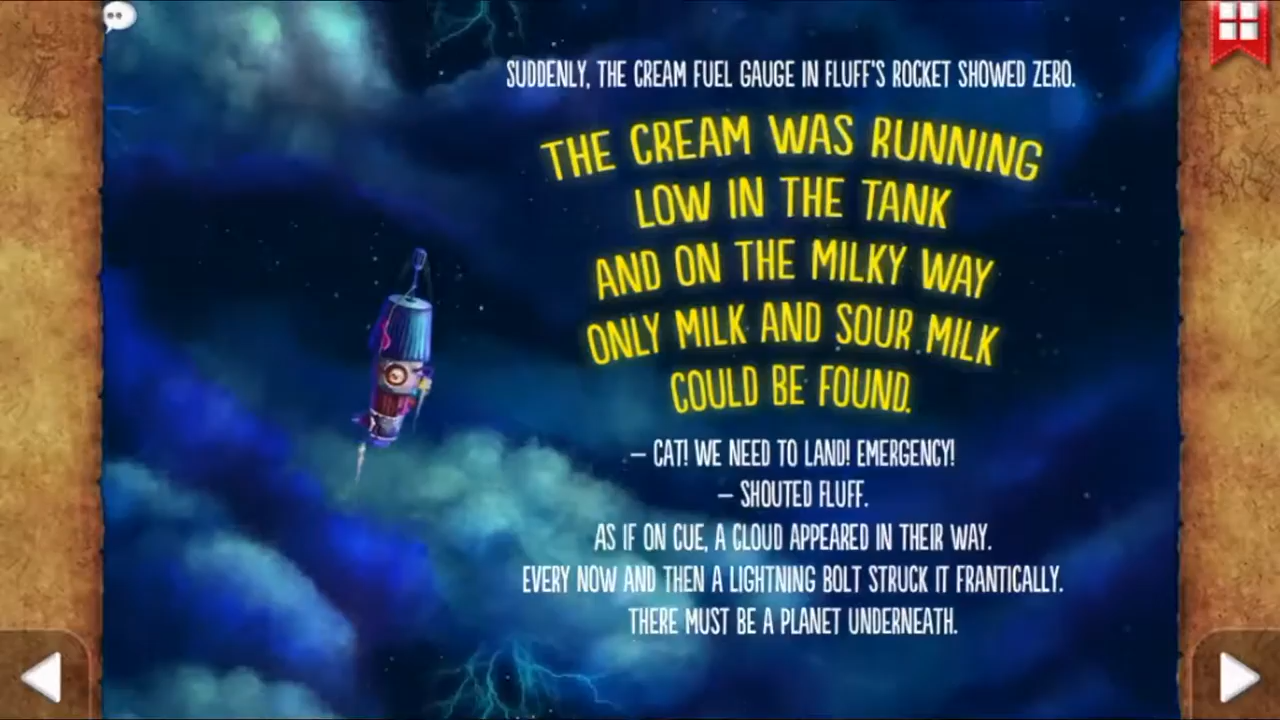 SUDDENLY, THE CREAM FUEL GAUGE IN FLUFF'S ROCKET SHOWED ZERO.
THE CREAM WAS RUNNING
LOW IN THE TANK
AND ON THE MILKY WAY
ONLY MILK AND SOUR MILK
COULD BE FOUND.
– CAT! WE NEED TO LAND! EMERGENCY!
– SHOUTED FLUFF.
AS IF ON CUE, A CLOUD APPEARED IN THEIR WAY.
EVERY NOW AND THEN A LIGHTNING BOLT STRUCK IT FRANTICALLY.
THERE MUST BE A PLANET UNDERNEATH.